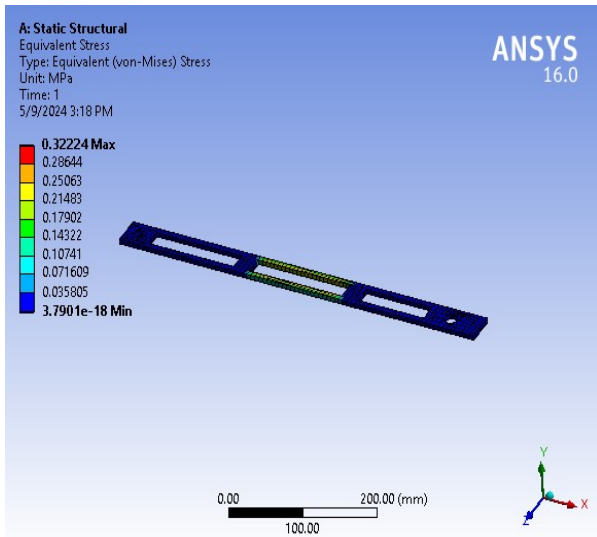 A: Static Structural
Equivalent Stress
Type: Equivalent (von-Mises) Stress
Unit: MPa
Time: 1
5/9/2024 3:18 PM
ANSYS
16.0
0.32224 Max
0.28644
0.25063
0.21483
0.17902
0.14322
0.10741
0.071609
0.035805
3.7901e-18 Min
0.00
200.00 (mm)
100.00
Y
X
Z